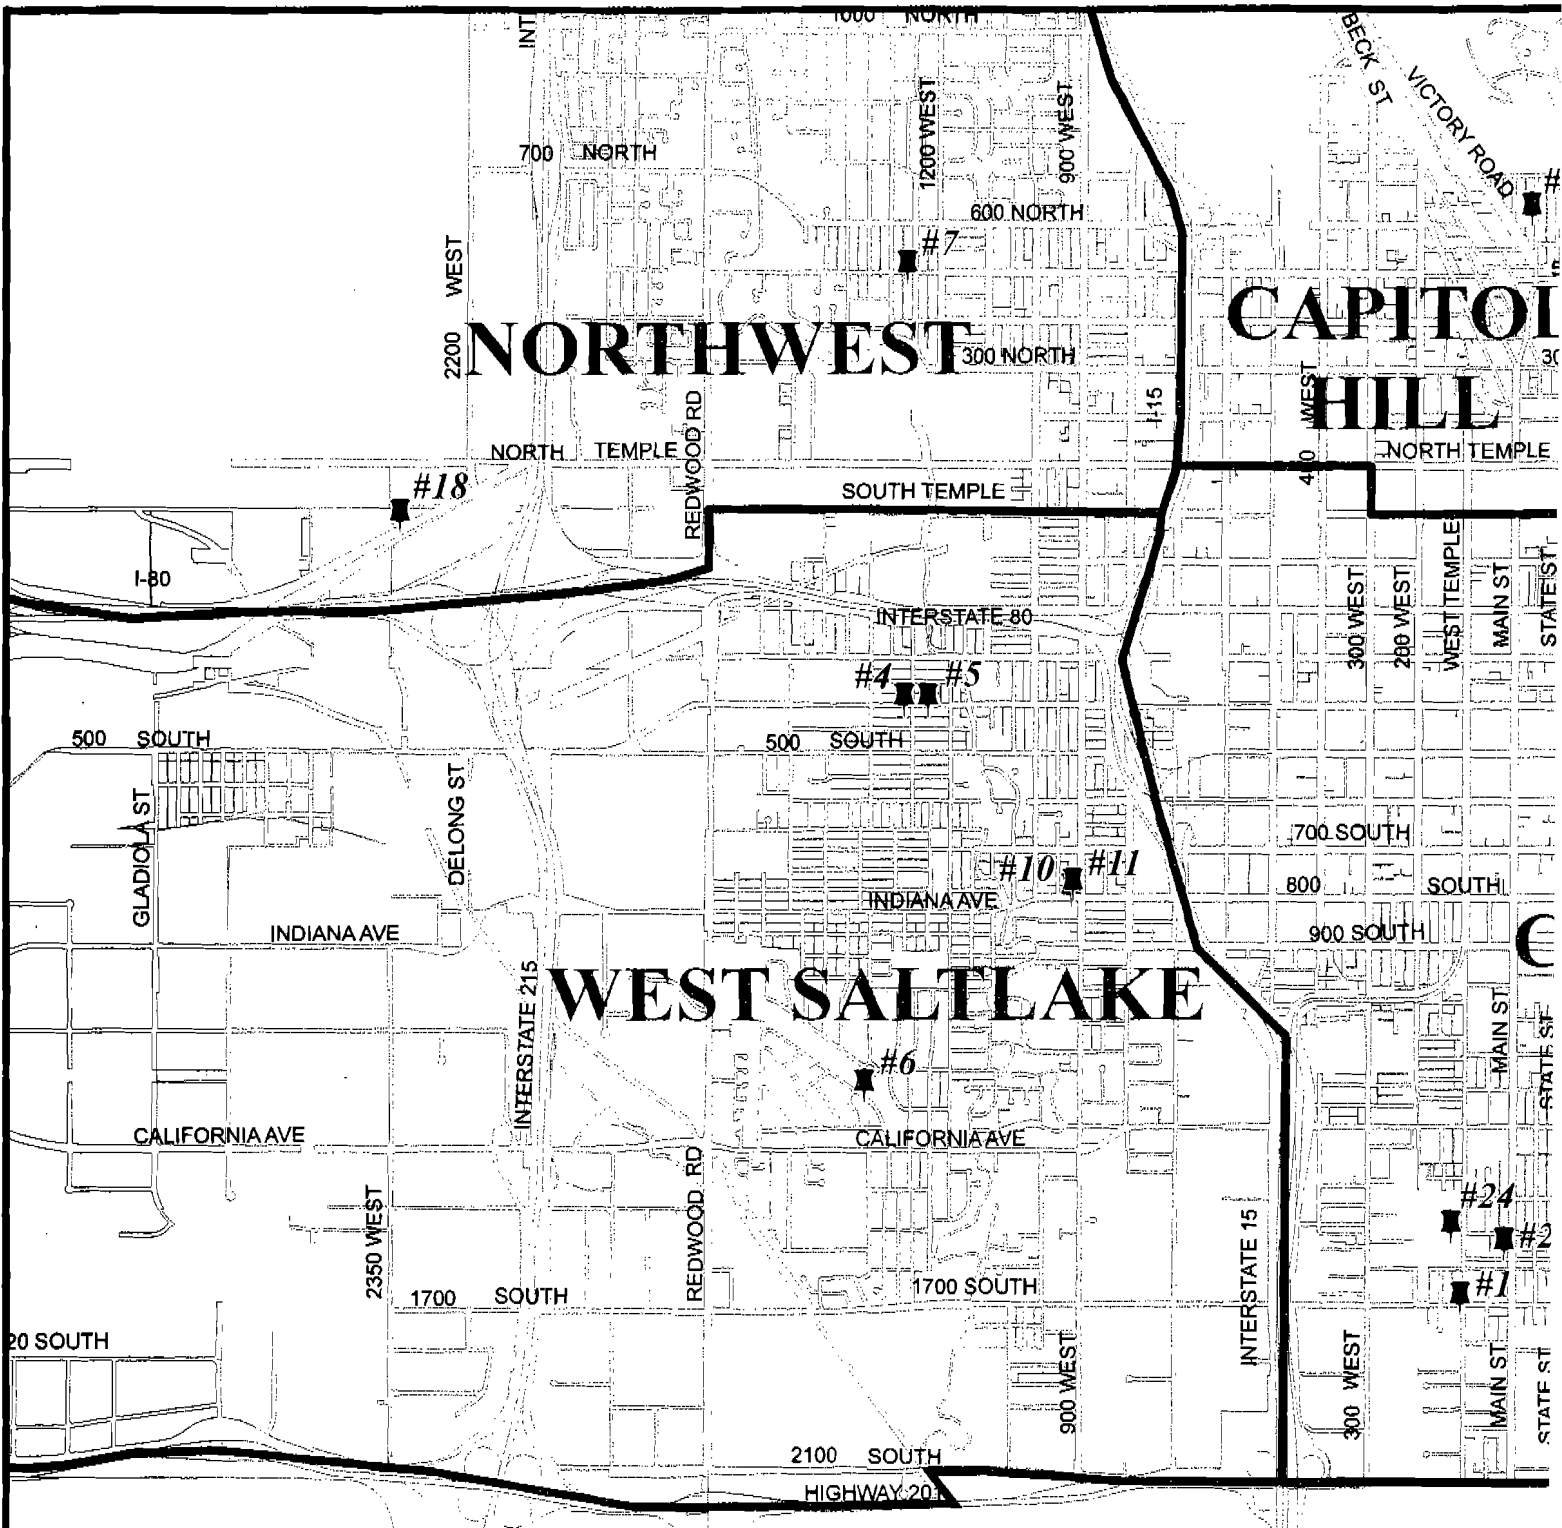 1000 NORTH
INT
BECK ST
VICTORY ROAD
1200 WEST
900 WEST
700 NORTH
#
600 NORTH
#7
2200 WEST
NORTHWEST
CAPITOL
HILL
300 NORTH
30
REDWOOD RD
I-15
400 WEST
NORTH TEMPLE
NORTH TEMPLE
#18
SOUTH TEMPLE
I-80
INTERSTATE 80
300 WEST
200 WEST
WEST TEMPLE
MAIN ST
STATE ST
#4
#5
500 SOUTH
500 SOUTH
GLADIOLA ST
DELONG ST
700 SOUTH
#10
#11
800 SOUTH
INDIANA AVE
INDIANA AVE
900 SOUTH
C
WEST SALTLAKE
INTERSTATE 215
MAIN ST
STATE ST
#6
CALIFORNIA AVE
CALIFORNIA AVE
2350 WEST
REDWOOD RD
INTERSTATE 15
#24
#2
#1
1700 SOUTH
1700 SOUTH
20 SOUTH
900 WEST
300 WEST
MAIN ST
STATE ST
2100 SOUTH
HIGHWAY 201